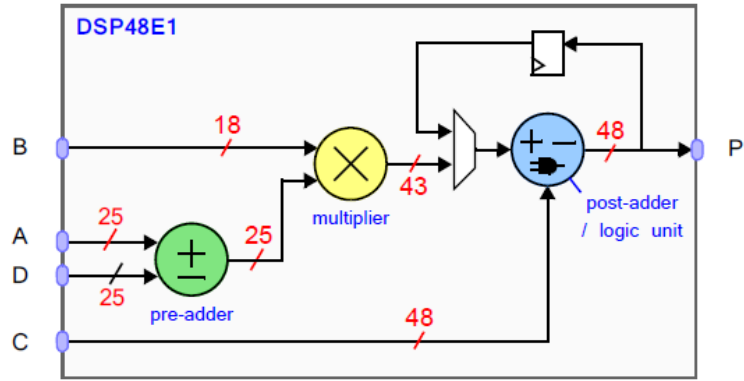 DSP48E1
B
18
48
P
43
multiplier
post-adder
/ logic unit
A
25
25
D
25
pre-adder
48
C